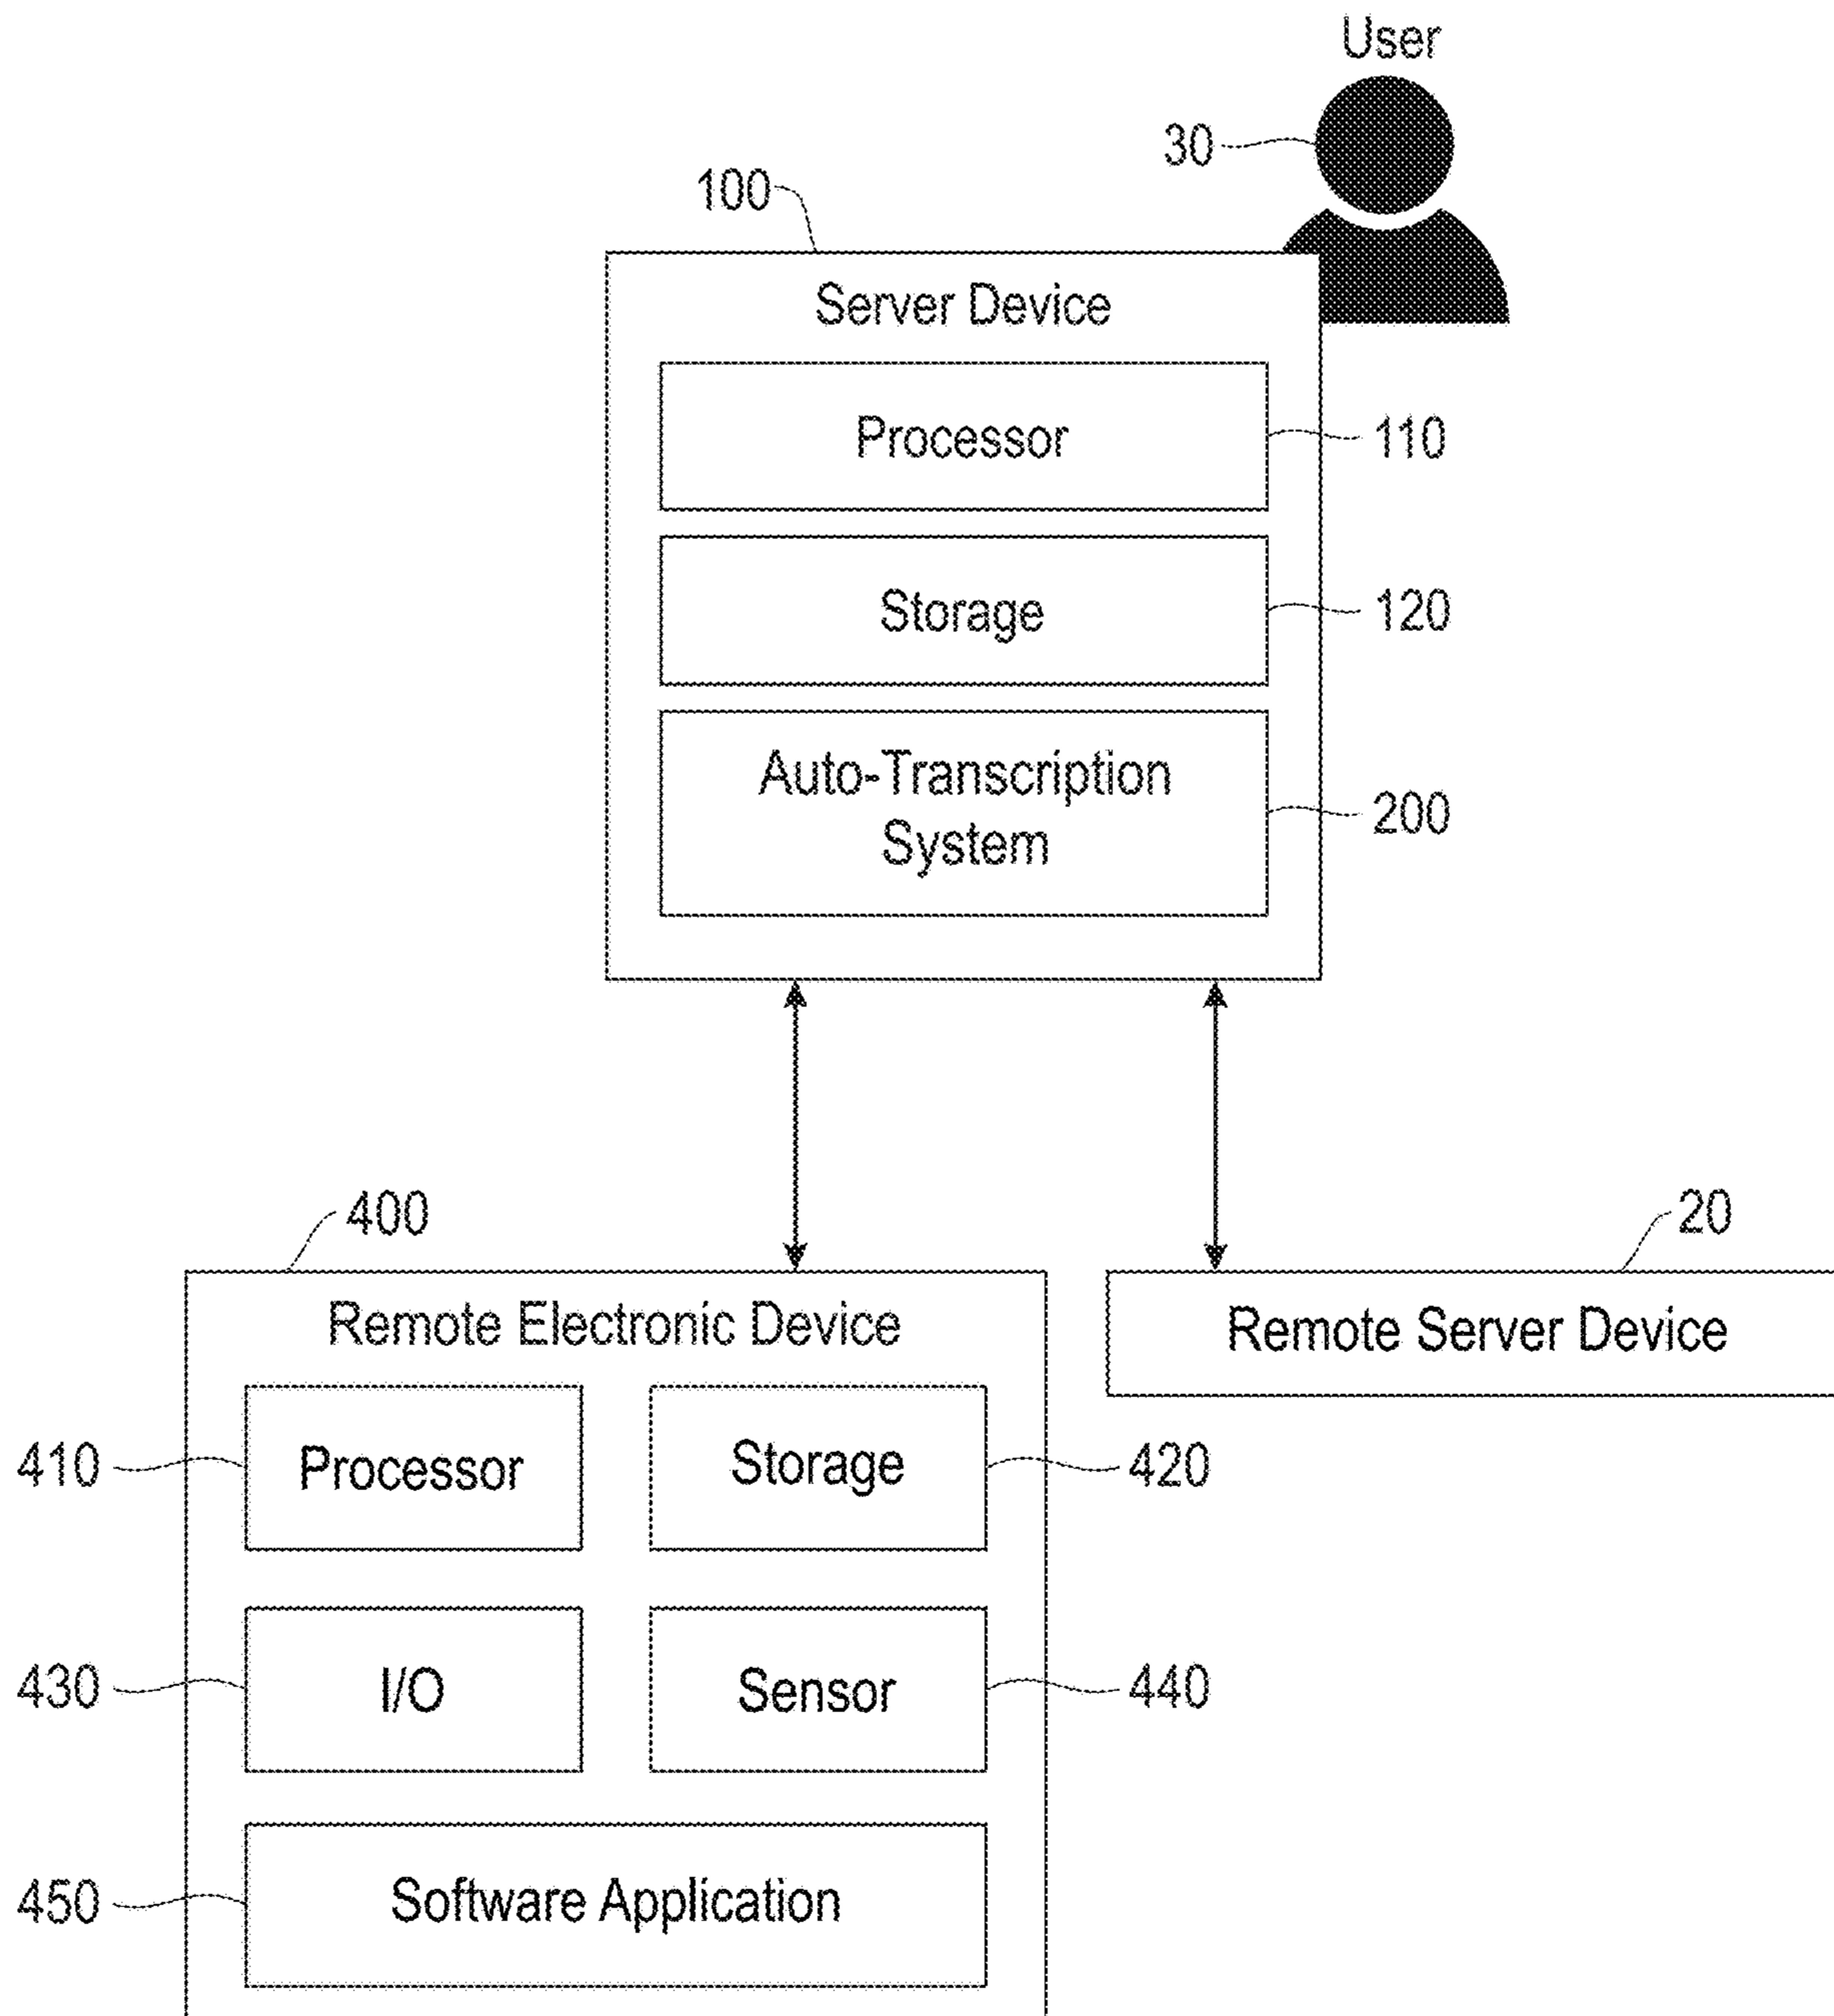 User
30
100
Server Device
Processor
110
Storage
120
Auto-Transcription
System
200
400
20
Remote Electronic Device
Remote Server Device
410
Processor
Storage
420
430
I/O
Sensor
440
450
Software Application